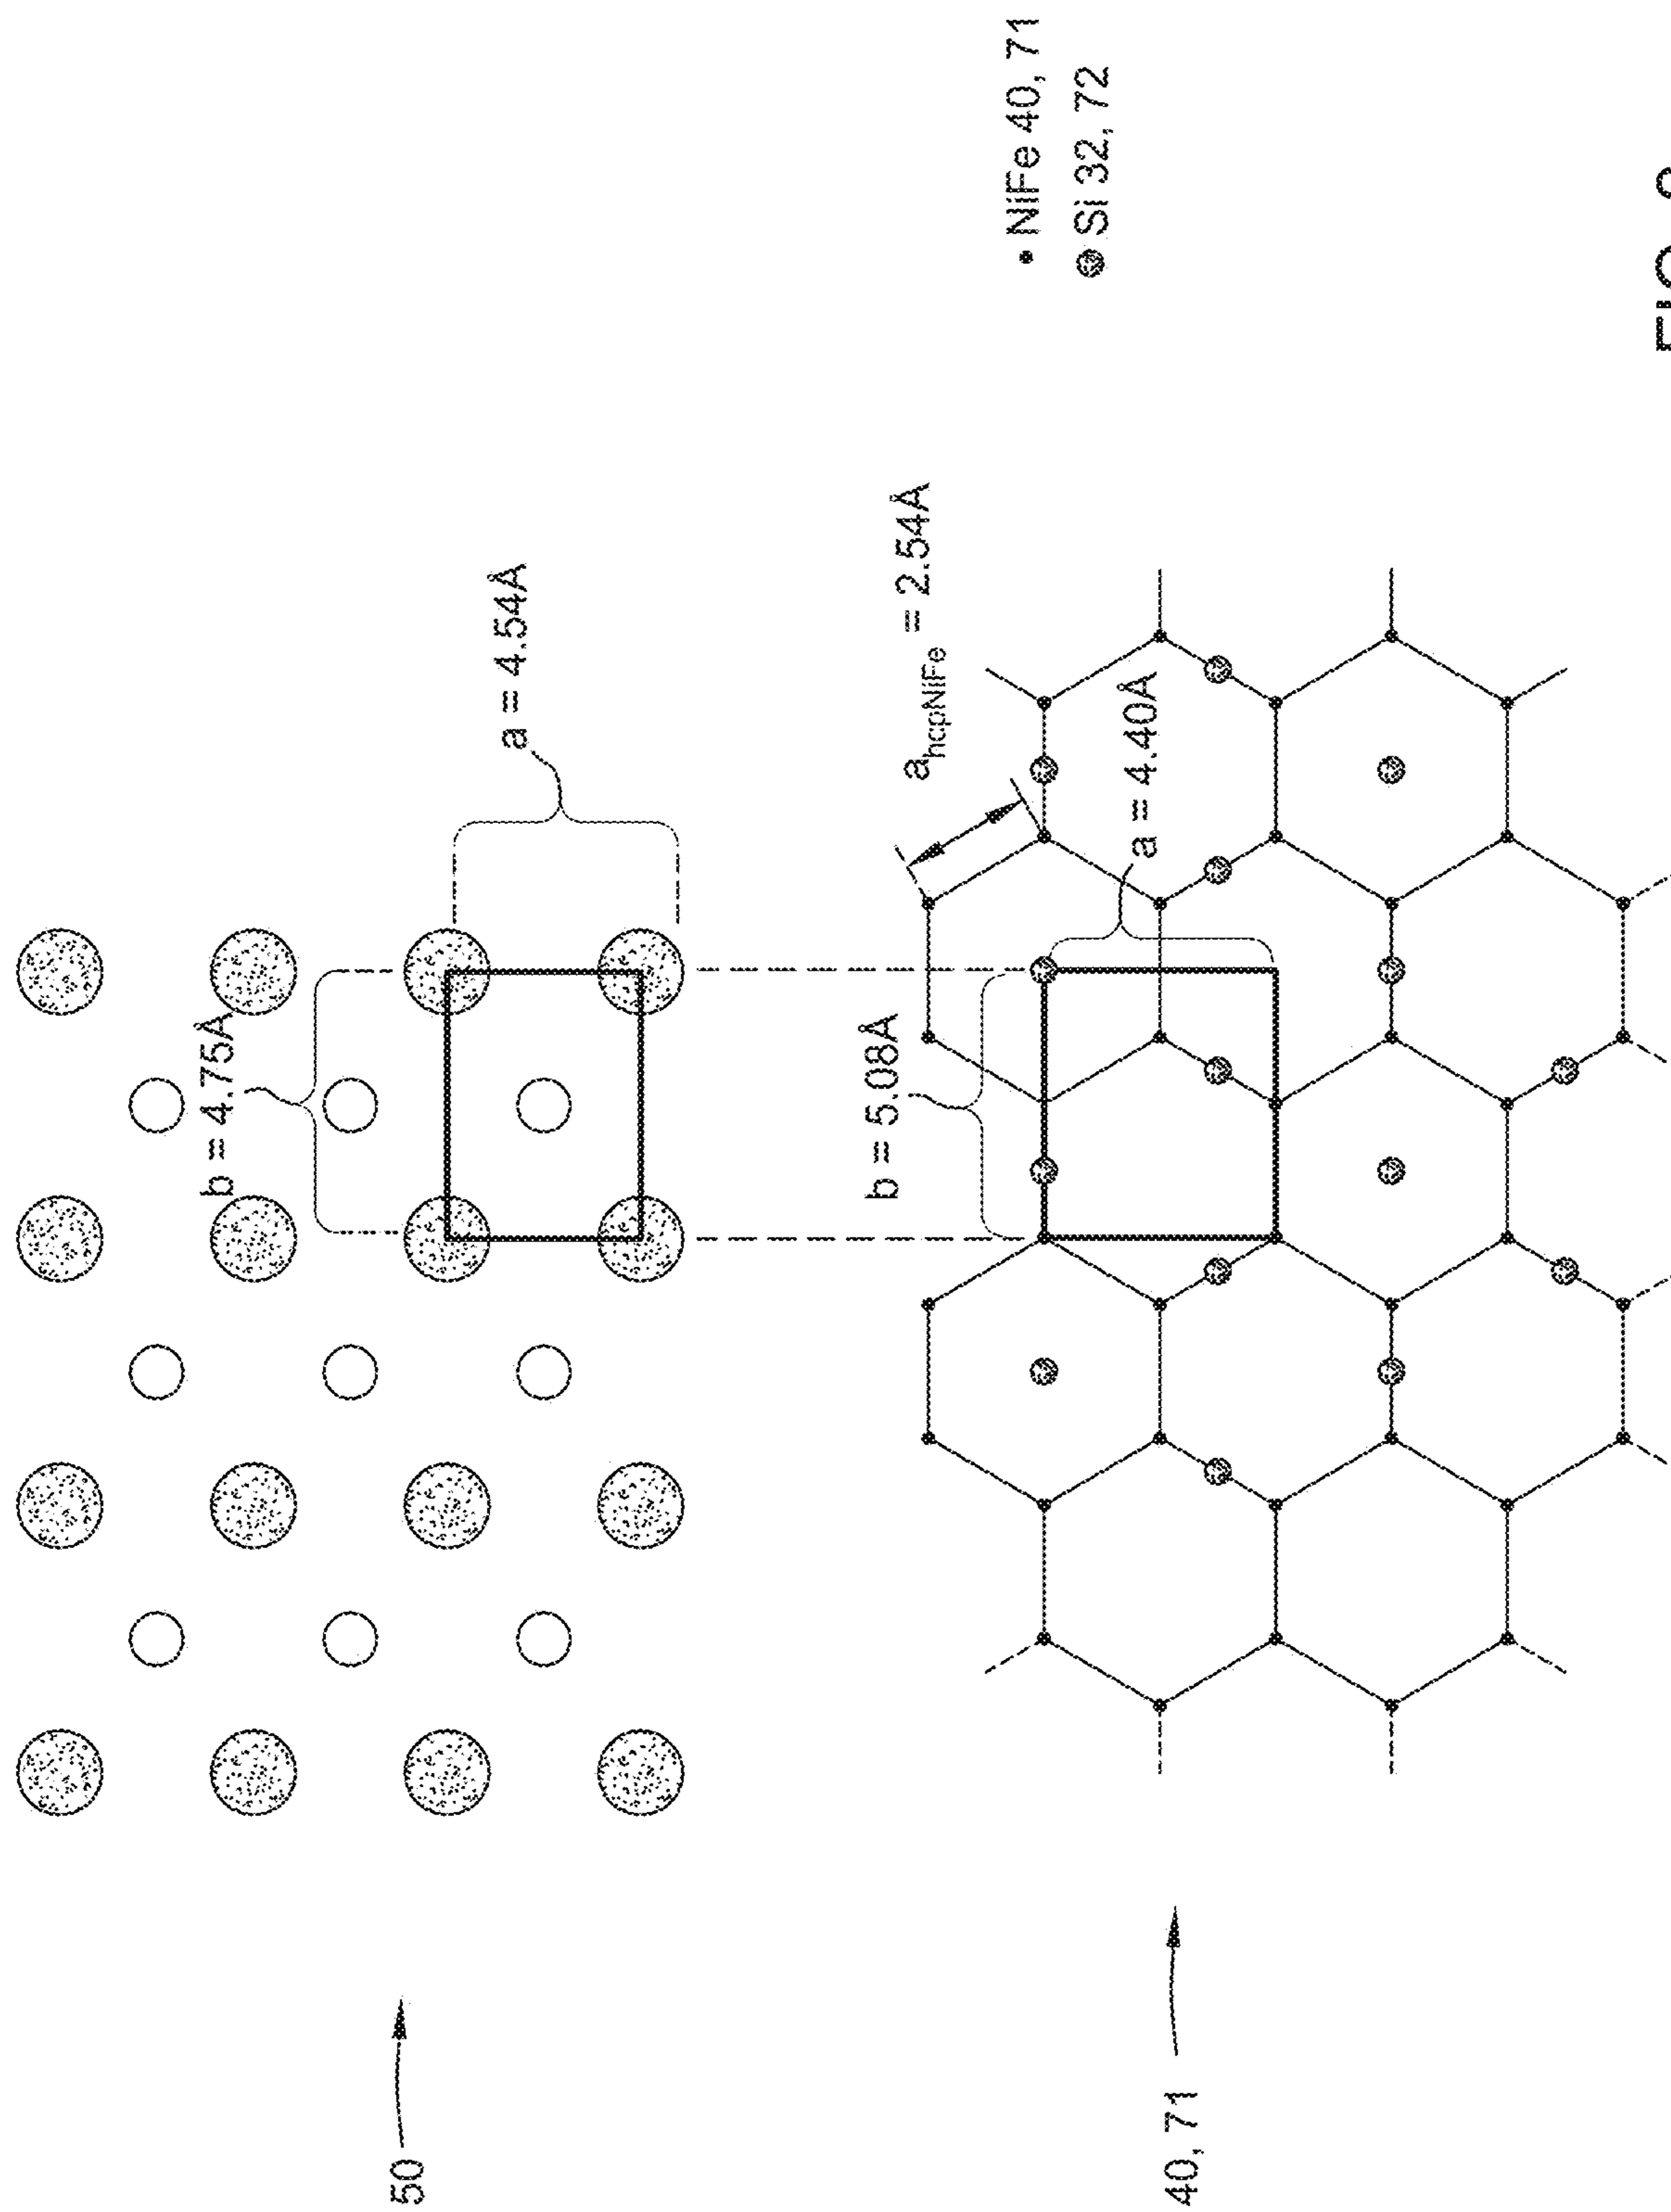 50
b = 4.75Å
a = 4.54Å
b = 5.08Å
a_hcpNiFe = 2.54Å
a = 4.40Å
40, 71
• NiFe 40, 71
Si 32, 72
FIG.